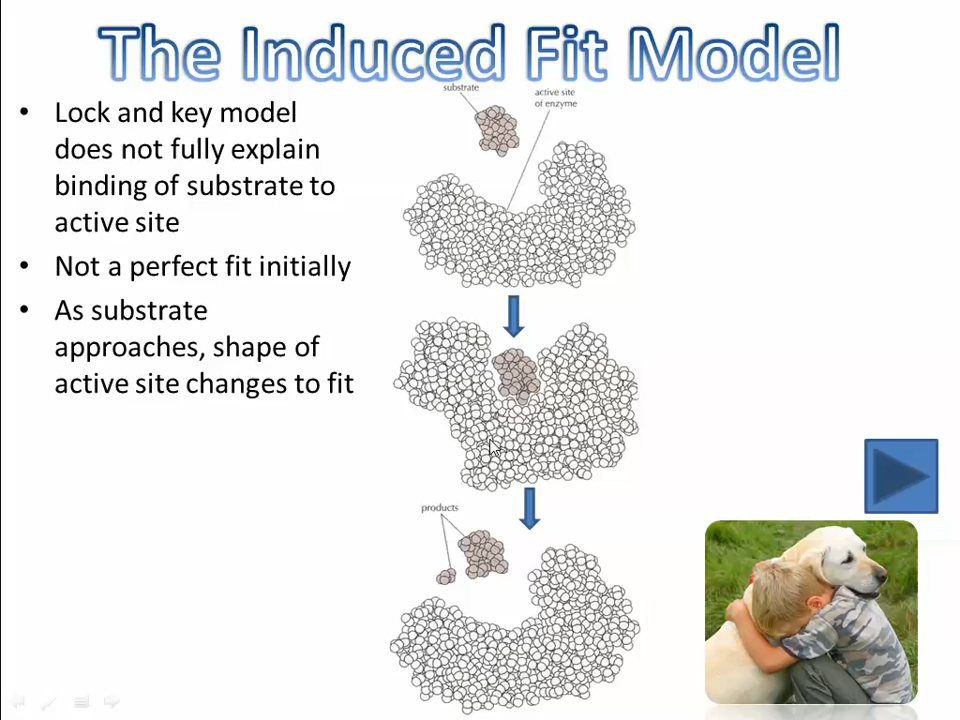 The Induced Fit Model
• Lock and key model
does not fully explain
binding of substrate to
active site
• Not a perfect fit initially
• As substrate
approaches, shape of
active site changes to fit
substrate
active site
of enzyme
products